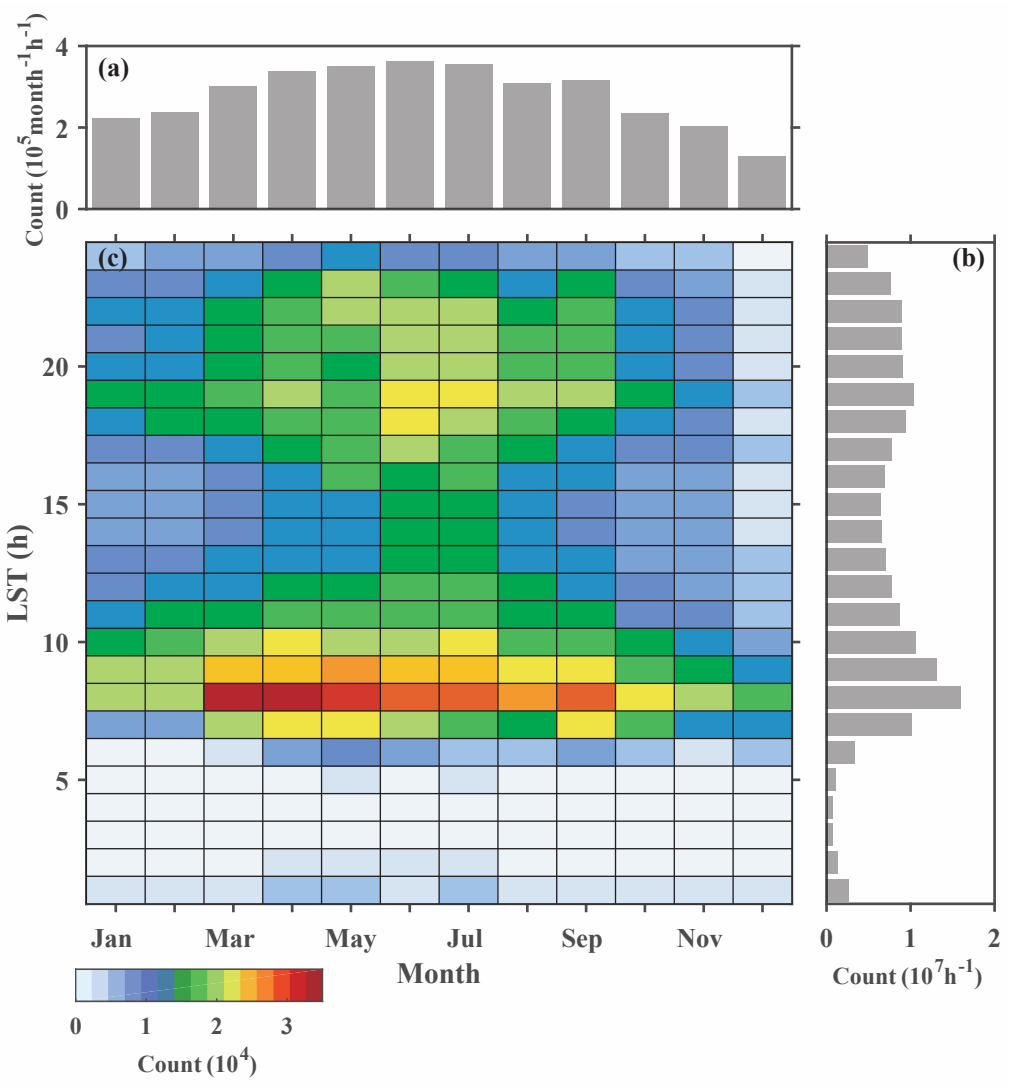 4
(a)
2
0
Count (10⁵month⁻¹h⁻¹)
(c)
(b)
20
15
10
5
LST (h)
Jan Mar May Jul Sep Nov
Month
0 1 2
Count (10⁷h⁻¹)
0 1 2 3
Count (10⁴)